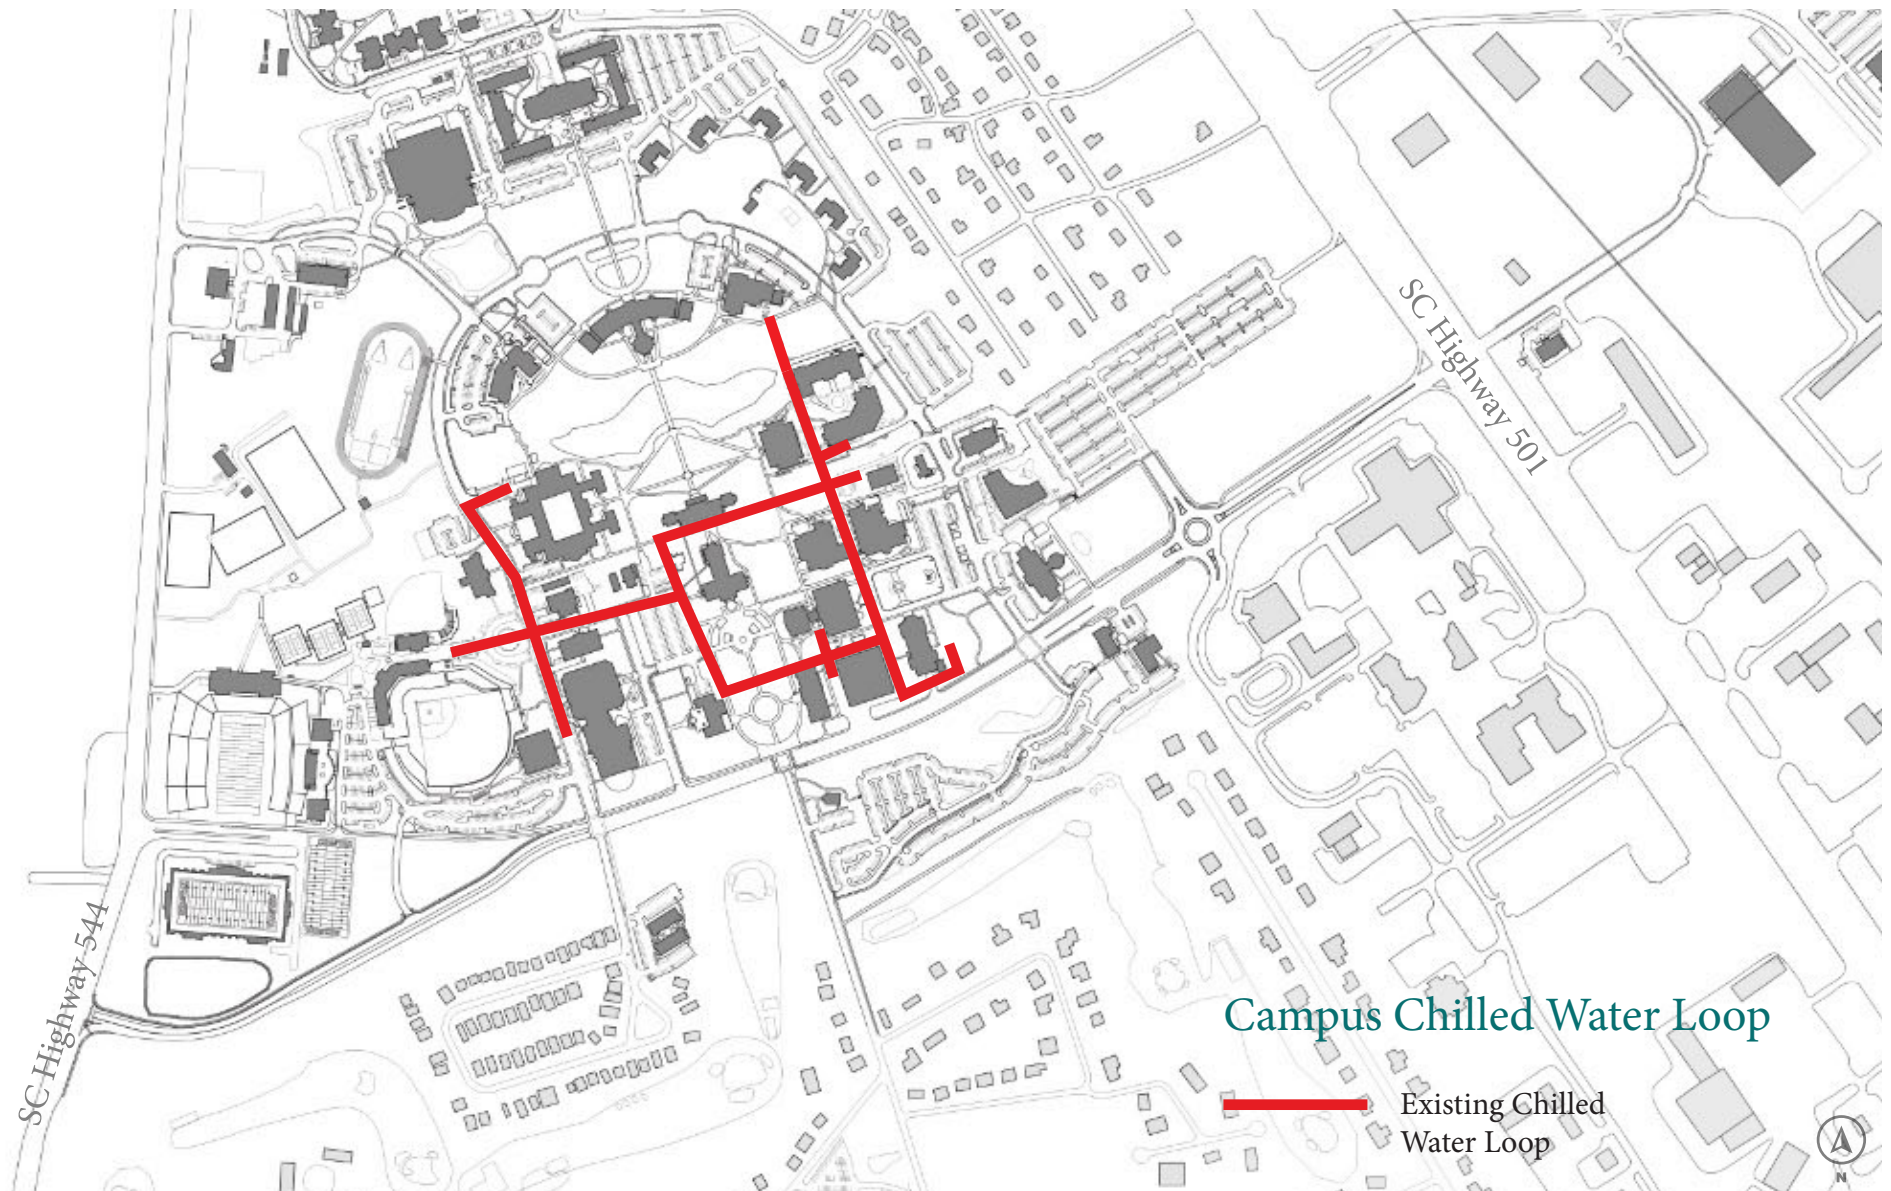 SC Highway 501
SC Highway 544
Campus Chilled Water Loop
Existing Chilled
Water Loop
N